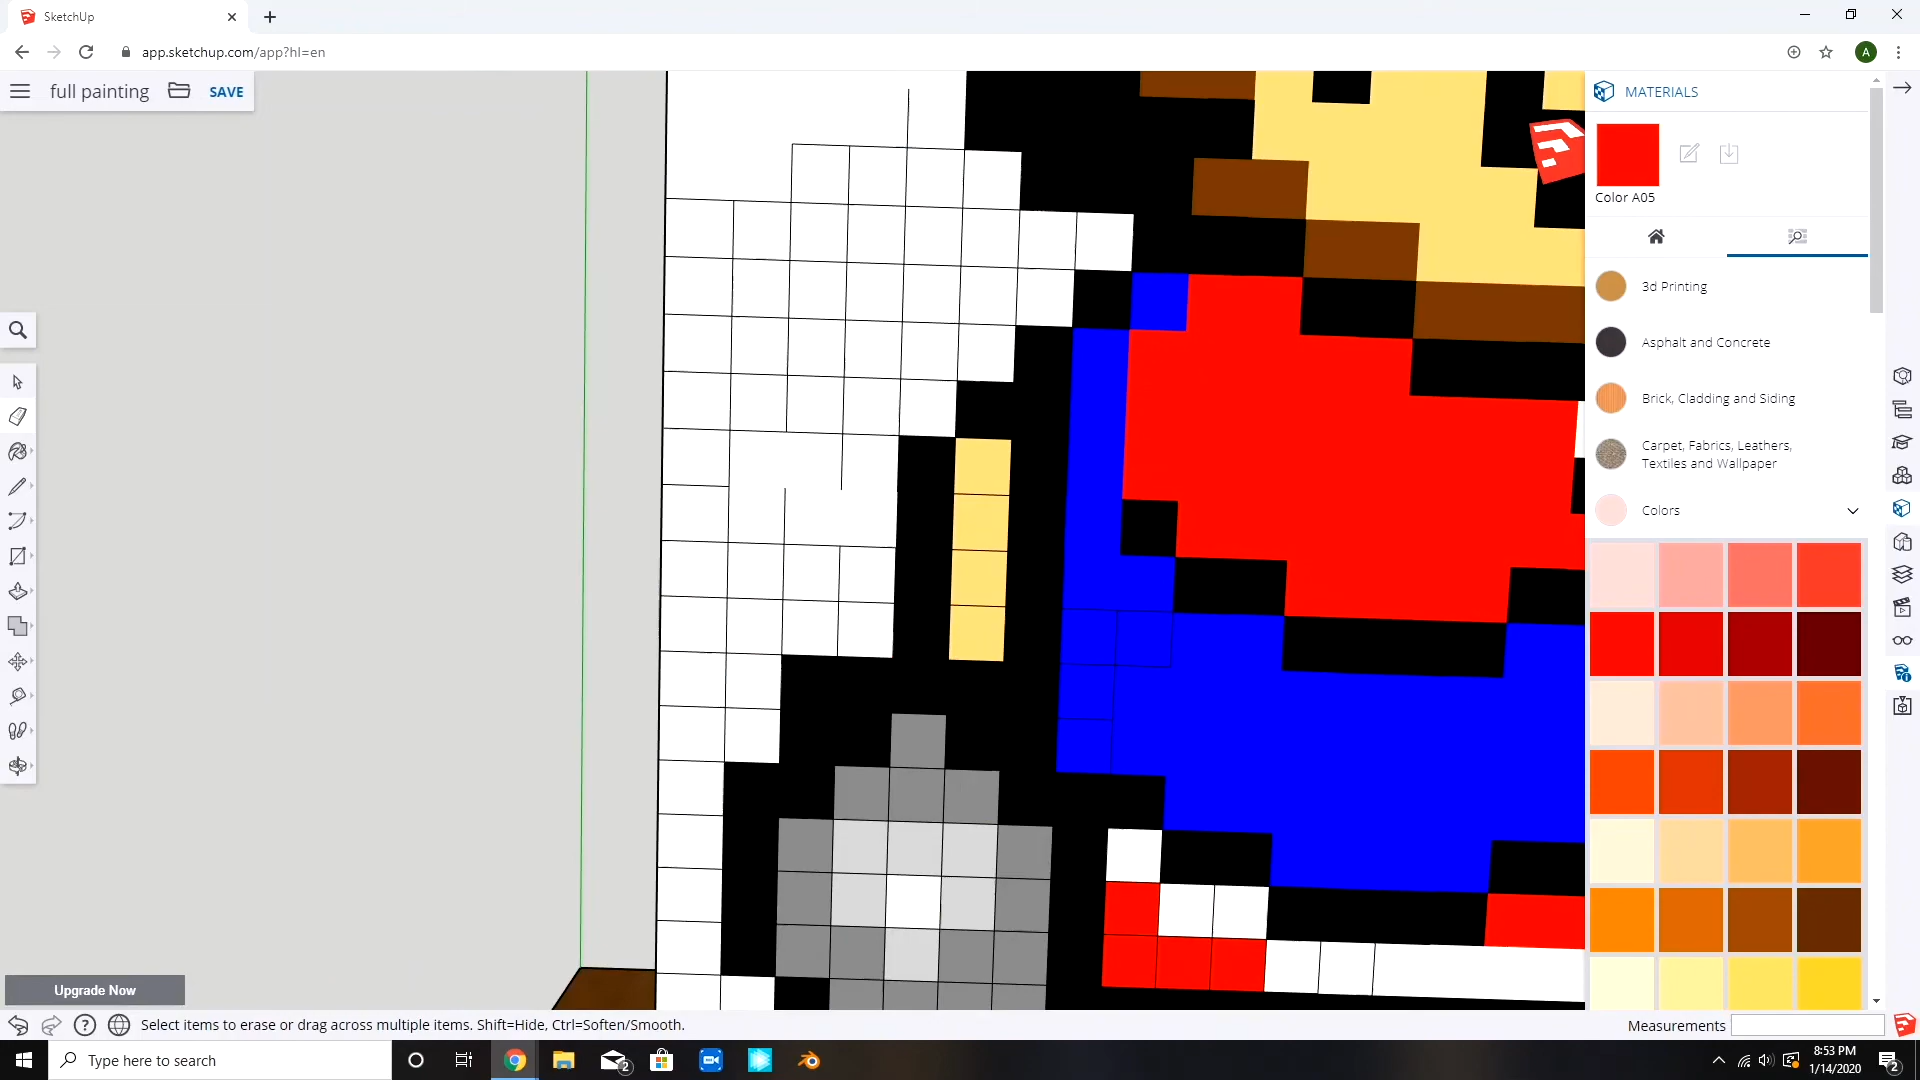 SketchUp
app.sketchup.com/app?hl=en
A
full painting
SAVE
MATERIALS
Color A05
3d Printing
Asphalt and Concrete
Brick, Cladding and Siding
Carpet, Fabrics, Leathers,
Textiles and Wallpaper
Colors
Upgrade Now
Select items to erase or drag across multiple items. Shift=Hide, Ctrl=Soften/Smooth.
Measurements
Type here to search
2
8:53 PM
1/14/2020
2